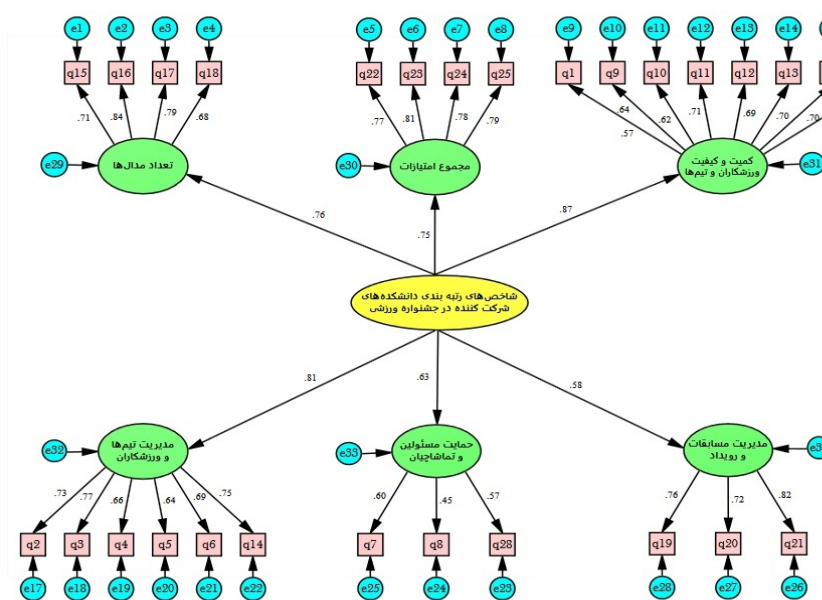 e1 e2 e3 e4 e5 e6 e7 e8 e9 e10 e11 e12 e13 e14
q15 q16 q17 q18 q22 q23 q24 q25 q1 q9 q10 q11 q12 q13
.71 .84 .79 .68 .77 .81 .78 .79 .57 .64 .62 .71 .69 .70 .70
e29 تعداد مدال‌ها
e30 مجموع امتیازات
کمیت و کیفیت
ورزشکاران و تیم‌ها
e31
.76 .75 .87
شاخص‌های رتبه بندی دانشکده‌های
شرکت کننده در جشنواره ورزشی
.81 .63 .58
e32
مدیریت تیم‌ها
و ورزشکاران
e33
حمایت مسئولین
و تماشاچیان
مدیریت مسابقات
و رویداد
.73 .77 .66 .64 .69 .75 .60 .45 .57 .76 .72 .82
q2 q3 q4 q5 q6 q14 q7 q8 q28 q19 q20 q21
e17 e18 e19 e20 e21 e22 e25 e24 e23 e28 e27 e26